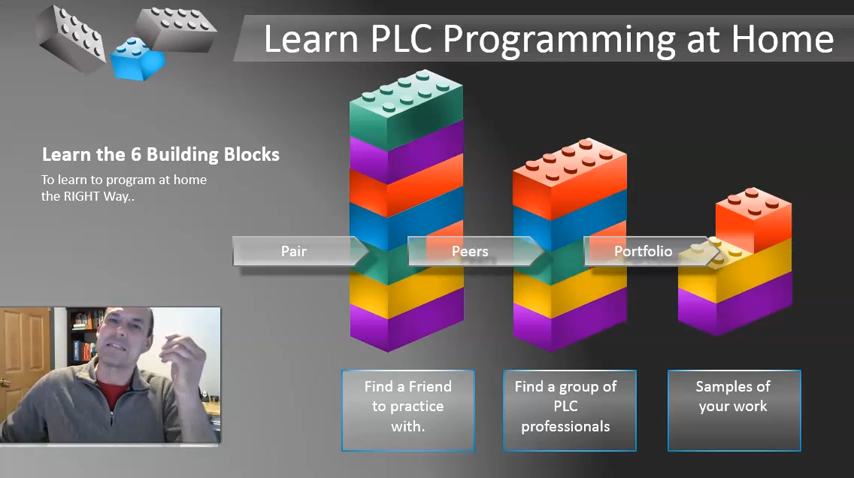 Learn PLC Programming at Home
Learn the 6 Building Blocks
To learn to program at home
the RIGHT Way..
Pair
Peers
Portfolio
Find a Friend
to practice
with.
Find a group of
PLC
professionals
Samples of
your work